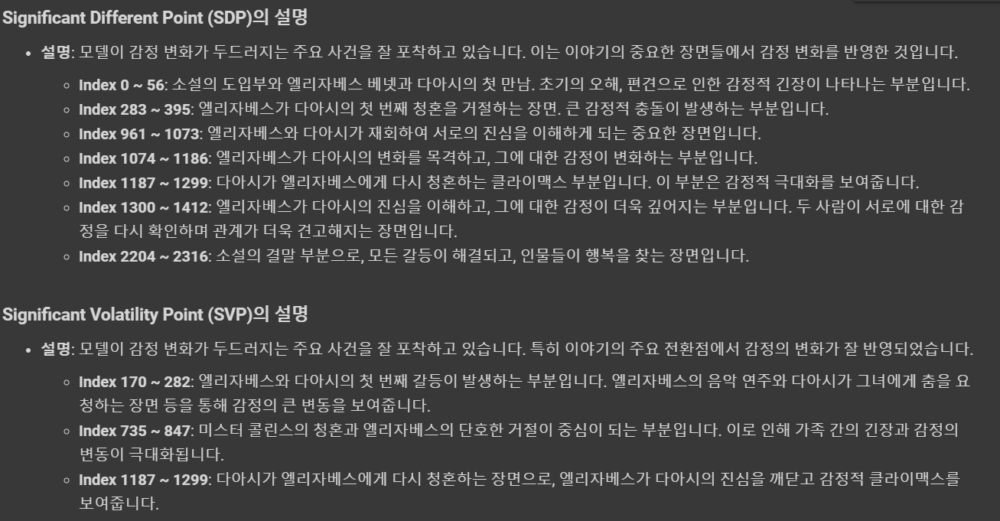 Significant Different Point (SDP)의 설명
• 설명: 모델이 감정 변화가 두드러지는 주요 사건을 잘 포착하고 있습니다. 이는 이야기의 중요한 장면들에서 감정 변화를 반영한 것입니다.
◦ Index 0 ~ 56: 소설의 도입부와 엘리자베스 베넷과 다아시의 첫 만남. 초기의 오해, 편견으로 인한 감정적 긴장이 나타나는 부분입니다.
◦ Index 283 ~ 395: 엘리자베스가 다아시의 첫 번째 청혼을 거절하는 장면. 큰 감정적 충돌이 발생하는 부분입니다.
◦ Index 961 ~ 1073: 엘리자베스와 다아시가 재회하여 서로의 진심을 이해하게 되는 중요한 장면입니다.
◦ Index 1074 ~ 1186: 엘리자베스가 다아시의 변화를 목격하고, 그에 대한 감정이 변화하는 부분입니다.
◦ Index 1187 ~ 1299: 다아시가 엘리자베스에게 다시 청혼하는 클라이맥스 부분입니다. 이 부분은 감정적 극대화를 보여줍니다.
◦ Index 1300 ~ 1412: 엘리자베스가 다아시의 진심을 이해하고, 그에 대한 감정이 더욱 깊어지는 부분입니다. 두 사람이 서로에 대한 감
정을 다시 확인하며 관계가 더욱 견고해지는 장면입니다.
◦ Index 2204 ~ 2316: 소설의 결말 부분으로, 모든 갈등이 해결되고, 인물들이 행복을 찾는 장면입니다.
Significant Volatility Point (SVP)의 설명
• 설명: 모델이 감정 변화가 두드러지는 주요 사건을 잘 포착하고 있습니다. 특히 이야기의 주요 전환점에서 감정의 변화가 잘 반영되었습니다.
◦ Index 170 ~ 282: 엘리자베스와 다아시의 첫 번째 갈등이 발생하는 부분입니다. 엘리자베스의 음악 연주와 다아시가 그녀에게 춤을 요
청하는 장면 등을 통해 감정의 큰 변동을 보여줍니다.
◦ Index 735 ~ 847: 미스터 콜린스의 청혼과 엘리자베스의 단호한 거절이 중심이 되는 부분입니다. 이로 인해 가족 간의 긴장과 감정의
변동이 극대화됩니다.
◦ Index 1187 ~ 1299: 다아시가 엘리자베스에게 다시 청혼하는 장면으로, 엘리자베스가 다아시의 진심을 깨닫고 감정적 클라이맥스를
보여줍니다.